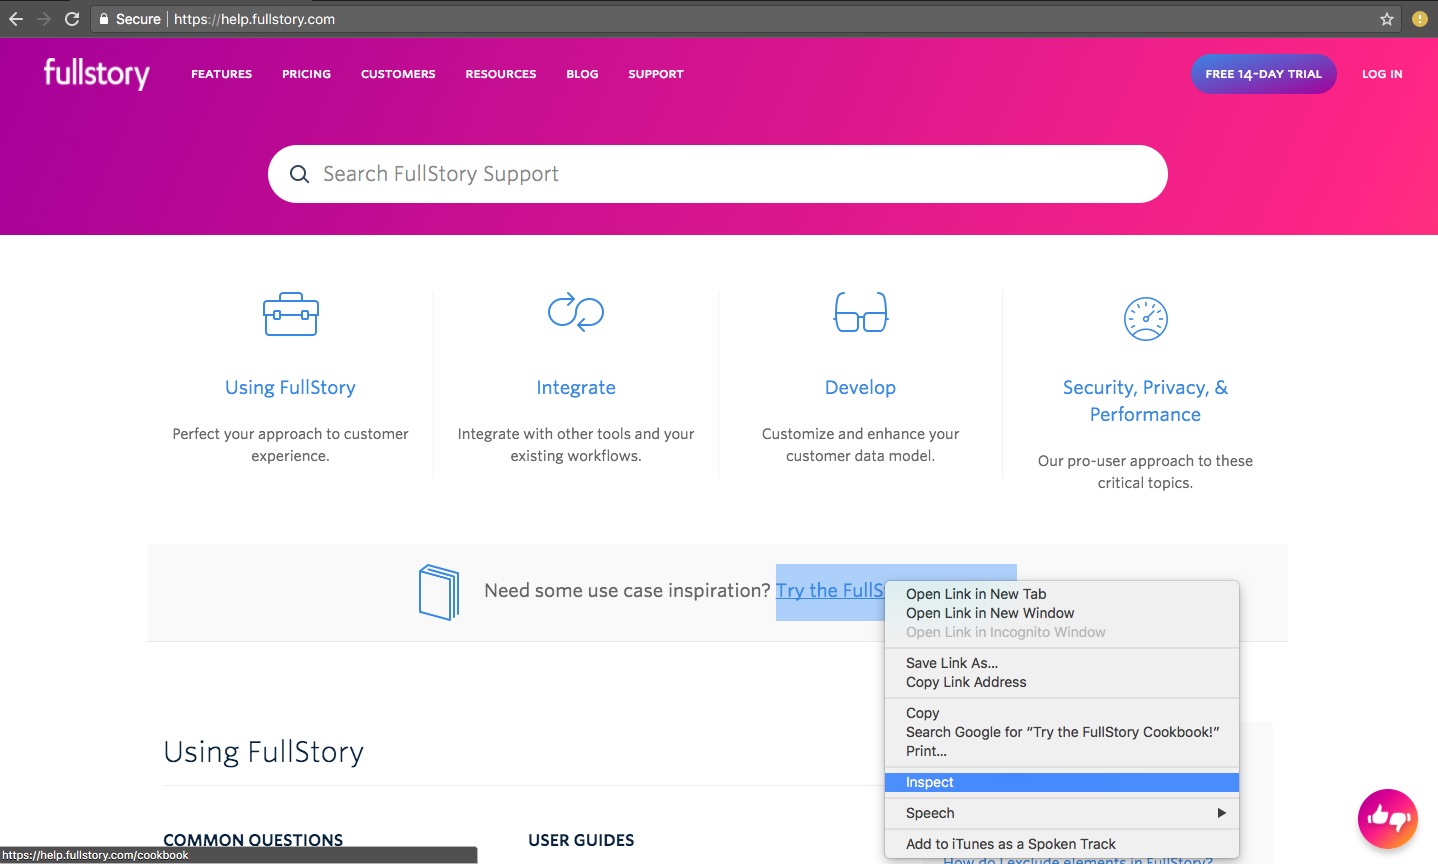 Secure | https://help.fullstory.com
fullstory
FEATURES
PRICING
CUSTOMERS
RESOURCES
BLOG
SUPPORT
FREE 14-DAY TRIAL
LOG IN
Search FullStory Support
Using FullStory
Perfect your approach to customer
experience.
Integrate
Integrate with other tools and your
existing workflows.
Develop
Customize and enhance your
customer data model.
Security, Privacy, &
Performance
Our pro-user approach to these
critical topics.
Need some use case inspiration? Try the FullS
Open Link in New Tab
Open Link in New Window
Open Link in Incognito Window
Save Link As...
Copy Link Address
Copy
Search Google for “Try the FullStory Cookbook!”
Print...
Inspect
Speech
Add to iTunes as a Spoken Track
Using FullStory
COMMON QUESTIONS
USER GUIDES
https://help.fullstory.com/cookbook
How do I exclude elements in FullStory?